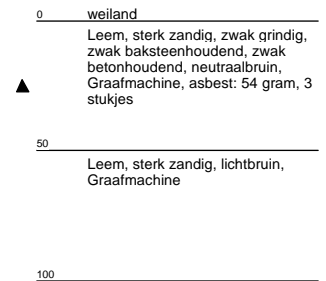 0 weiland
Leem, sterk zandig, zwak grindig,
zwak baksteenhoudend, zwak
betonhoudend, neutraalbruin,
Graafmachine, asbest: 54 gram, 3
stukjes
50
Leem, sterk zandig, lichtbruin,
Graafmachine
100